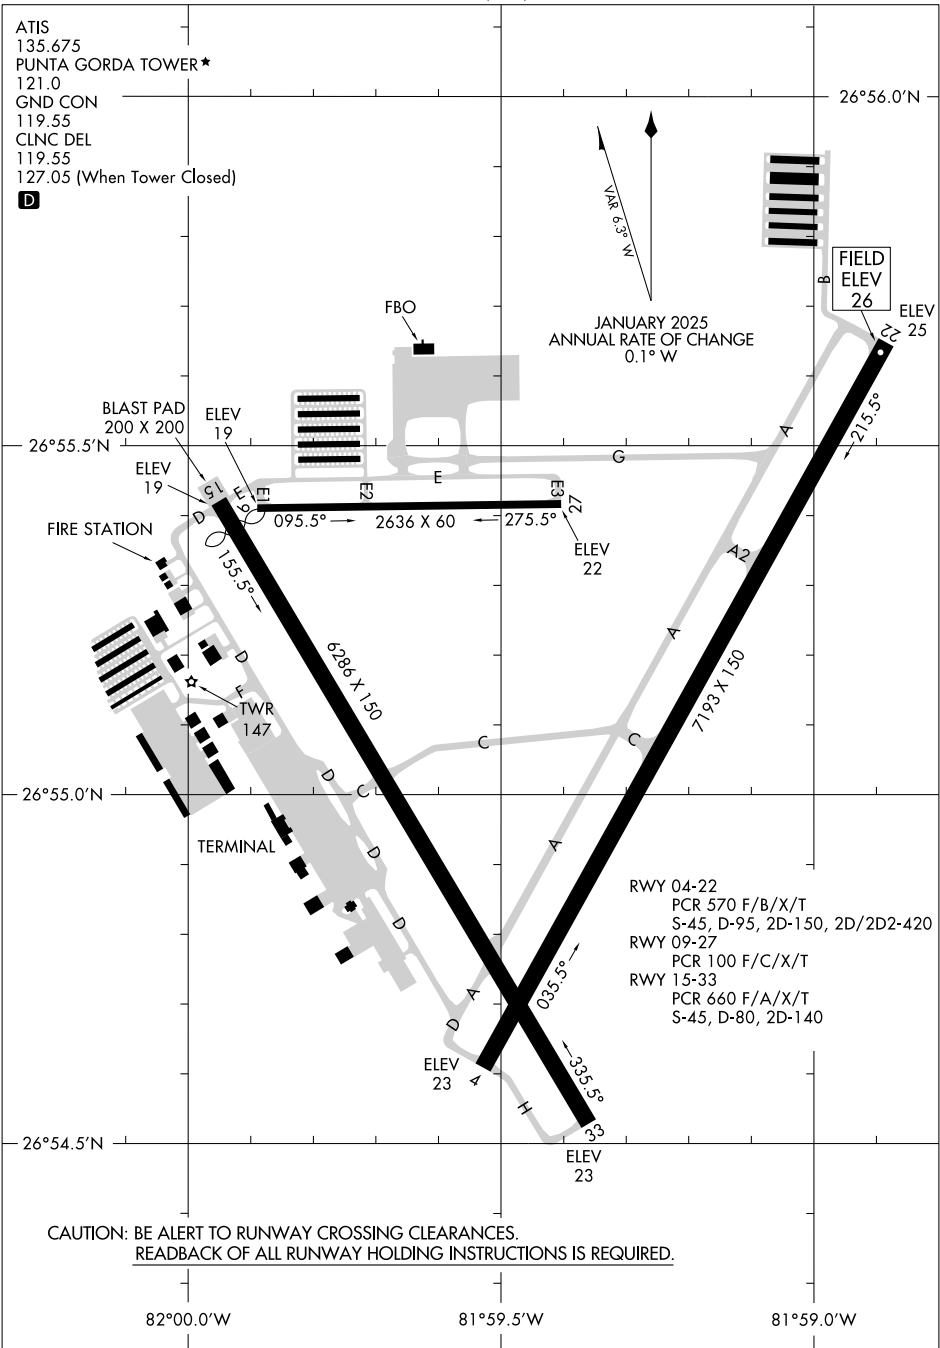 ATIS
135.675
PUNTA GORDA TOWER★
121.0
GND CON
119.55
CLNC DEL
119.55
127.05 (When Tower Closed)
D
26°56.0'N
VAR 6.3° W
JANUARY 2025
ANNUAL RATE OF CHANGE
0.1° W
B
FIELD
ELEV
26
ELEV
25
22
FBO
BLAST PAD
200 X 200
ELEV
19
26°55.5'N
ELEV
19
15
E
9
E1
E2
E
E3
27
G
A
215.5°
D
095.5°
2636 X 60
275.5°
ELEV
22
FIRE STATION
155.5°
A2
A
D
F
TWR
147
6286 X 150
7193 X 150
C
C
D
C
26°55.0'N
TERMINAL
D
A
D
RWY 04-22
PCR 570 F/B/X/T
S-45, D-95, 2D-150, 2D/2D2-420
RWY 09-27
PCR 100 F/C/X/T
RWY 15-33
PCR 660 F/A/X/T
S-45, D-80, 2D-140
A
035.5°
D
ELEV
23
4
335.5°
H
33
26°54.5'N
ELEV
23
CAUTION: BE ALERT TO RUNWAY CROSSING CLEARANCES.
READBACK OF ALL RUNWAY HOLDING INSTRUCTIONS IS REQUIRED.
82°00.0'W
81°59.5'W
81°59.0'W